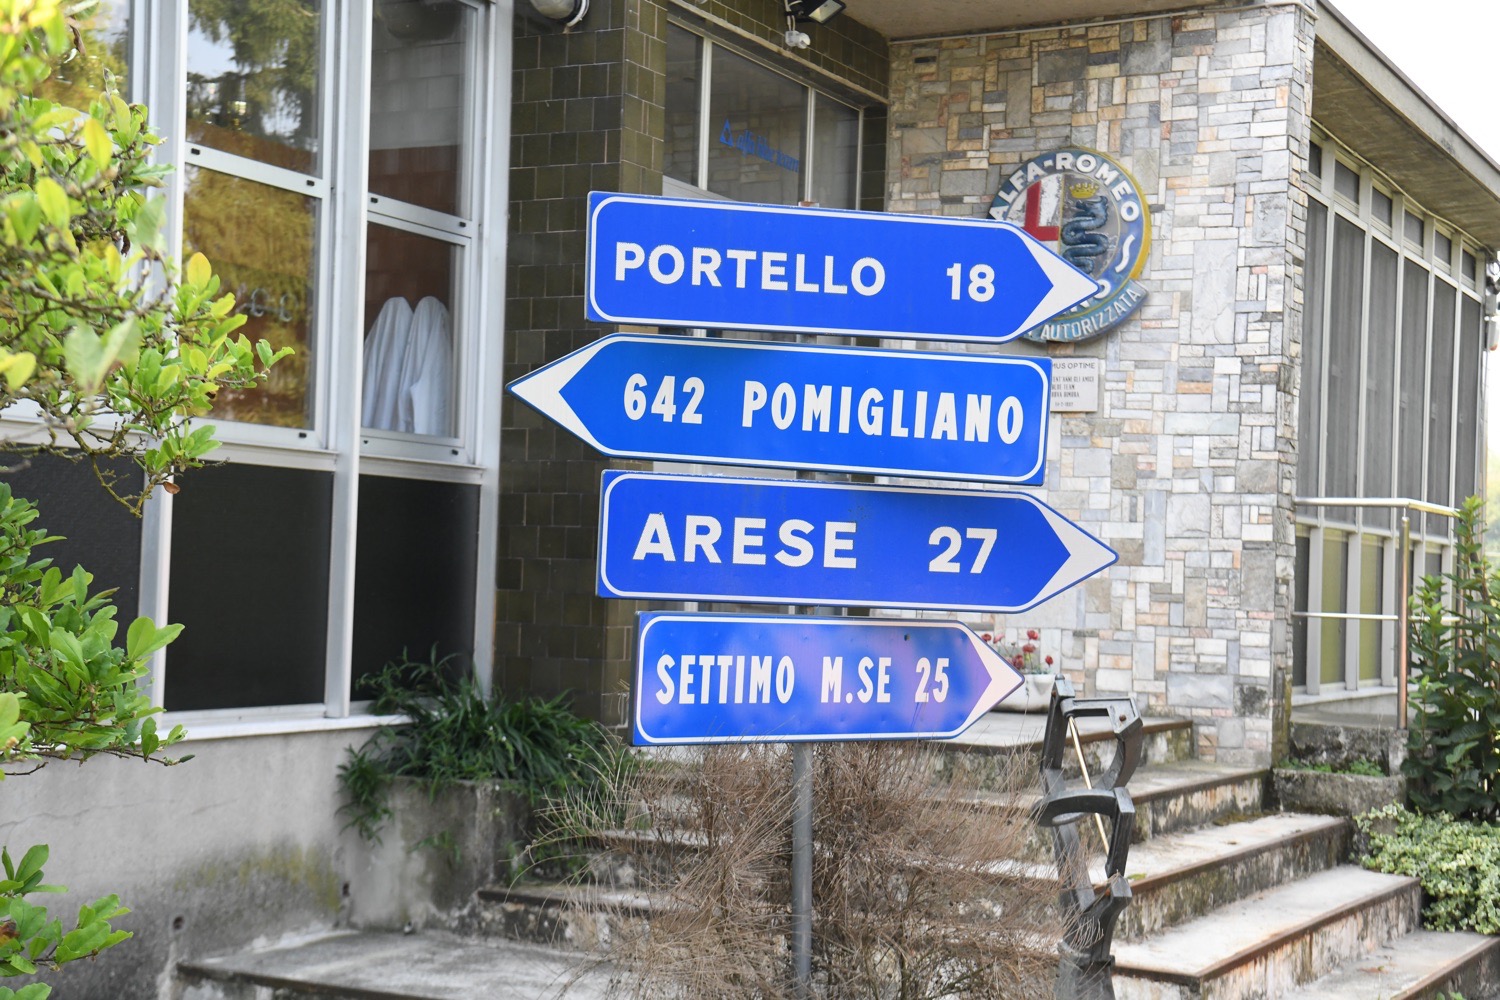 ALFA-ROMEO
AUTORIZZATA
PORTELLO 18
642 POMIGLIANO
ARESE 27
SETTIMO M.SE 25